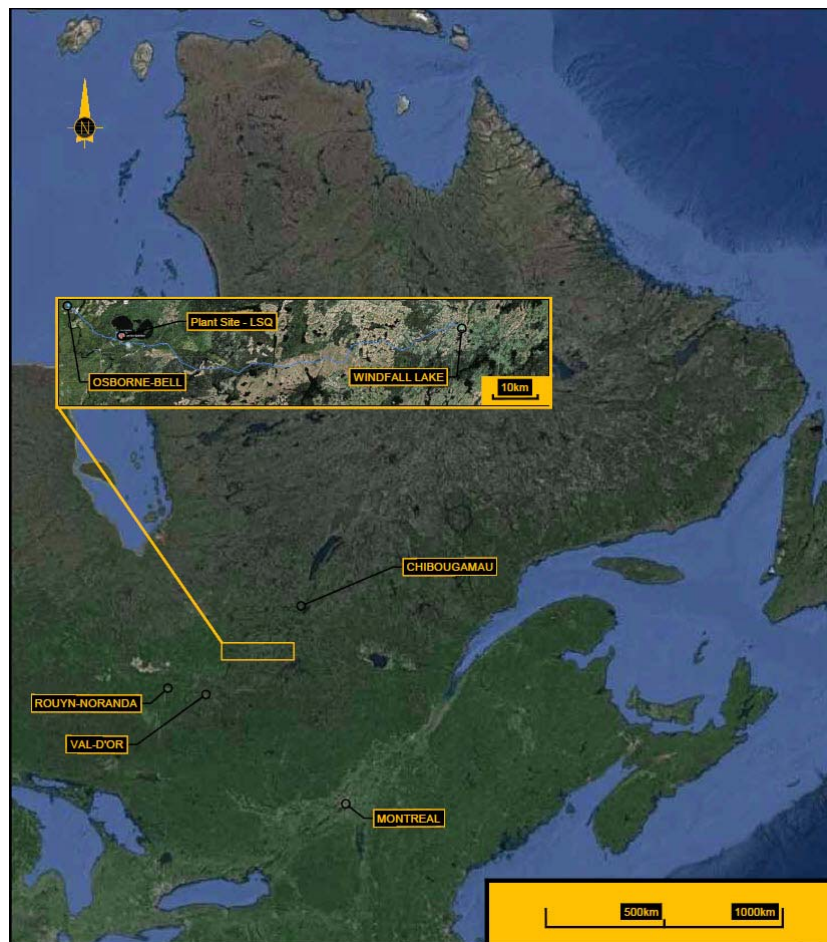 N
Plant Site - LSQ
OSBORNE-BELL
WINDFALL LAKE
10km
CHIBOUGAMAU
ROUYN-NORANDA
VAL-D'OR
MONTREAL
500km
1000km